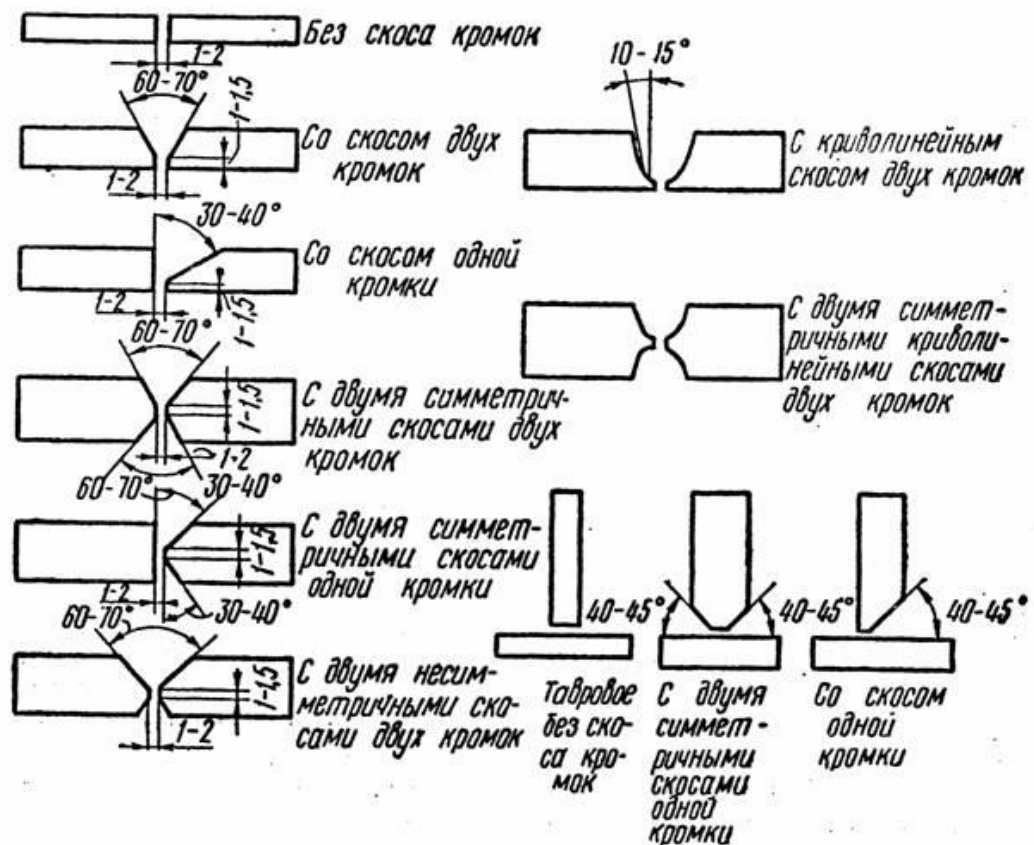 Без скоса кромок
1-2
60-70°
1-1,5
Со скосом двух
кромок
1-2
30-40°
Со скосом одной
кромки
1-2
1-1,5
60-70°
С двумя симметрич-
ными скосами двух
кромок
1-1,5
1-2
60-70°
30-40°
С двумя симмет-
ричными скосами
одной кромки
1-1,5
1-2
30-40°
60-70°
С двумя несим-
метричными ско-
сами двух кромок
1-1,5
1-2
10-15°
С криволинейным
скосом двух кромок
С двумя симмет-
ричными криволи-
нейными скосами
двух кромок
40-45°
40-45°
40-45°
Тавровое
без ско-
са кро-
мок
С двумя
симмет-
ричными
скосами
одной
кромки
Со скосом
одной
кромки